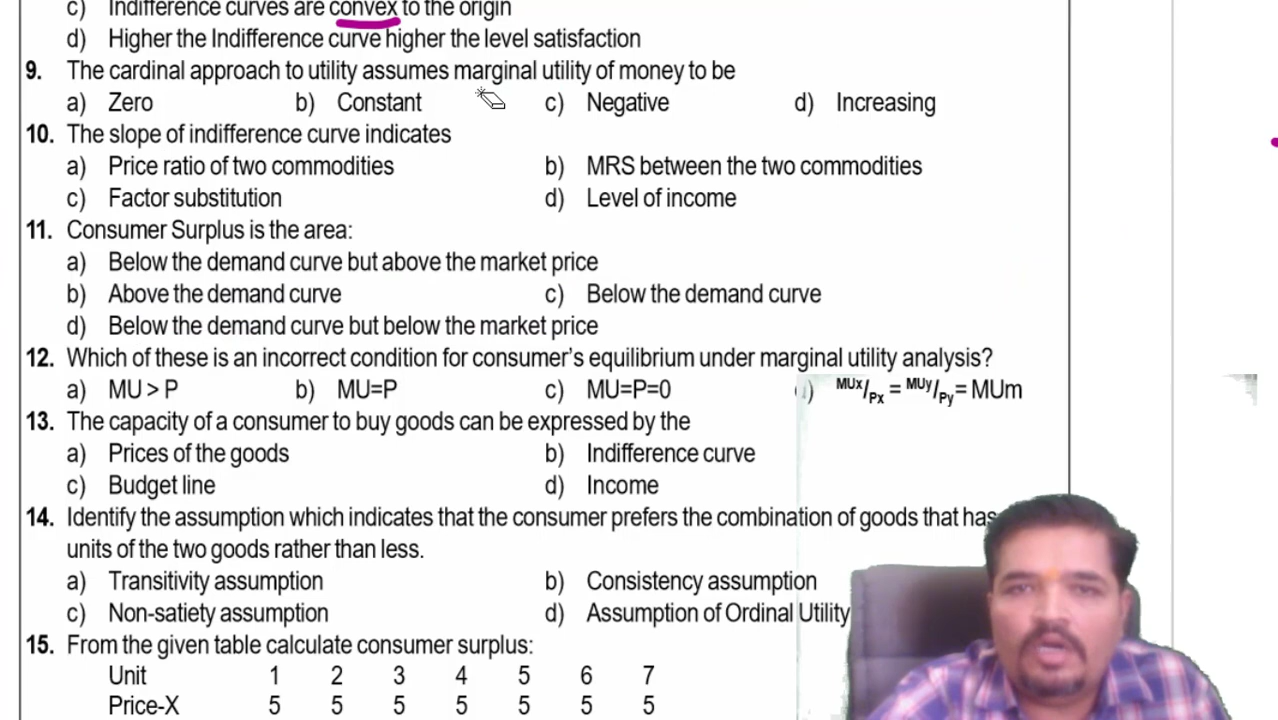 c) Indifference curves are convex to the origin
d) Higher the Indifference curve higher the level satisfaction
9. The cardinal approach to utility assumes marginal utility of money to be
a) Zero b) Constant c) Negative d) Increasing
10. The slope of indifference curve indicates
a) Price ratio of two commodities b) MRS between the two commodities
c) Factor substitution d) Level of income
11. Consumer Surplus is the area:
a) Below the demand curve but above the market price
b) Above the demand curve c) Below the demand curve
d) Below the demand curve but below the market price
12. Which of these is an incorrect condition for consumer's equilibrium under marginal utility analysis?
a) MU > P b) MU=P c) MU=P=0 d) MUx/Px = MUy/Py= MUm
13. The capacity of a consumer to buy goods can be expressed by the
a) Prices of the goods b) Indifference curve
c) Budget line d) Income
14. Identify the assumption which indicates that the consumer prefers the combination of goods that has
units of the two goods rather than less.
a) Transitivity assumption b) Consistency assumption
c) Non-satiety assumption d) Assumption of Ordinal Utility
15. From the given table calculate consumer surplus:
Unit 1 2 3 4 5 6 7
Price-X 5 5 5 5 5 5 5